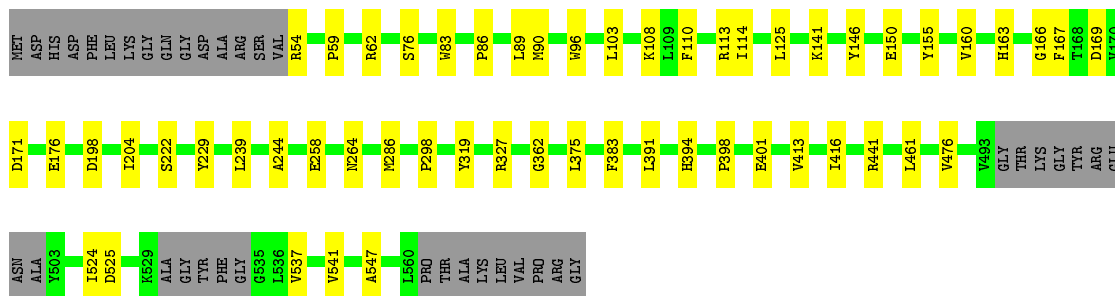 MET ASP HIS ASP PHE LEU LYS GLY GLN GLY ASP ALA ARG SER VAL R54 P59 R62 S76 W83 P86 L89 M90 W96 L103 K108 L109 F110 R113 I114 L125 K141 Y146 E150 Y155 V160 H163 G166 F167 T168 D169 V170
D171 E176 D198 I204 S222 Y229 L239 A244 E258 N264 M286 P298 Y319 R327 G362 L375 F383 L391 H394 P398 E401 V413 I416 R441 L461 V476 V493 GLY THR LYS GLY TYR ARG GLU
ASN ALA Y503 I524 D525 K529 ALA GLY TYR PHE GLY G535 L536 V537 V541 A547 L560 PRO THR ALA LYS LEU VAL PRO ARG GLY